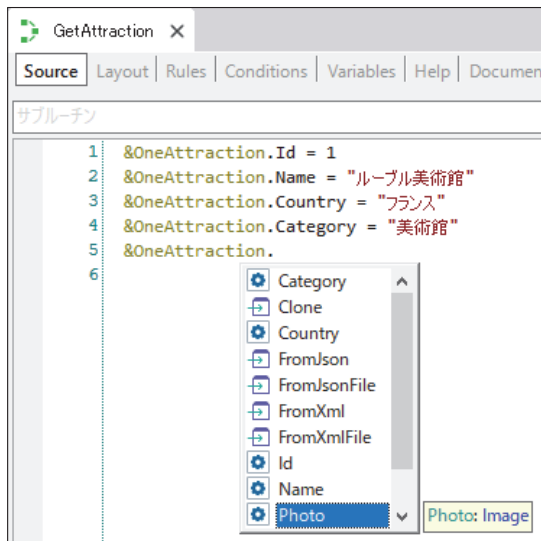 GetAttraction
Source Layout Rules Conditions Variables Help Documen
サブルーチン
1 &OneAttraction.Id = 1
2 &OneAttraction.Name = "ルーブル美術館"
3 &OneAttraction.Country = "フランス"
4 &OneAttraction.Category = "美術館"
5 &OneAttraction.
6
Category
Clone
Country
FromJson
FromJsonFile
FromXml
FromXmlFile
Id
Name
Photo Photo: Image